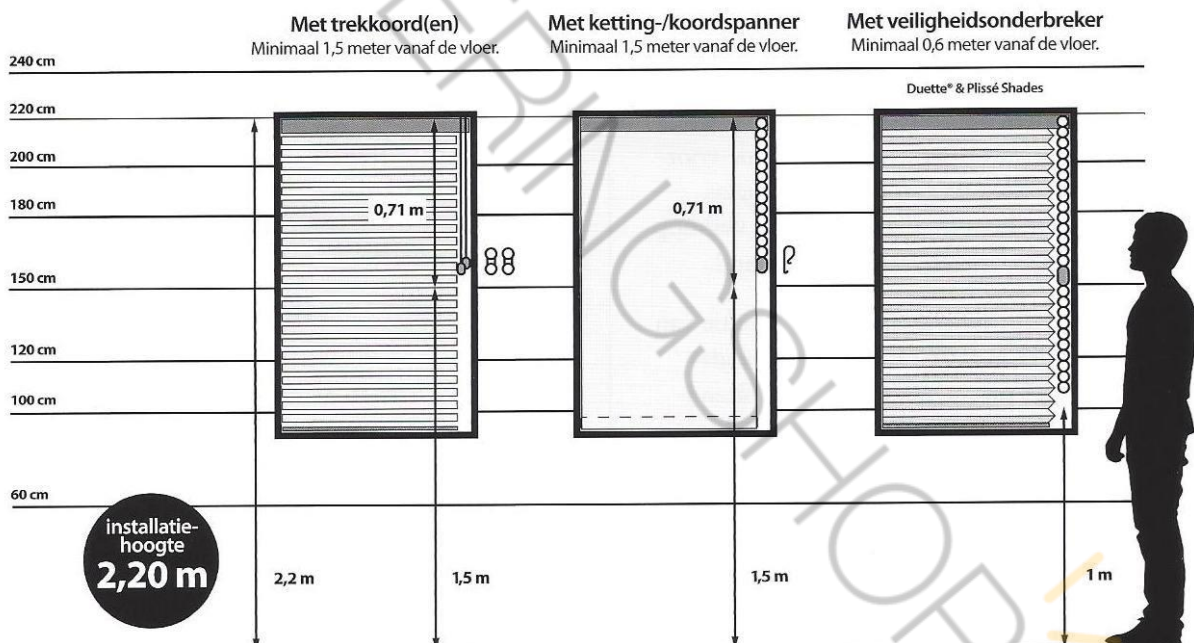 Met trekkoord(en)
Minimaal 1,5 meter vanaf de vloer.
Met ketting-/koordspanner
Minimaal 1,5 meter vanaf de vloer.
Met veiligheidsonderbreker
Minimaal 0,6 meter vanaf de vloer.
Duette® & Plissé Shades
240 cm
220 cm
200 cm
180 cm
150 cm
120 cm
100 cm
60 cm
0,71 m
0,71 m
installatie-
hoogte
2,20 m
2,2 m
1,5 m
1,5 m
1 m
ERINGSHOP